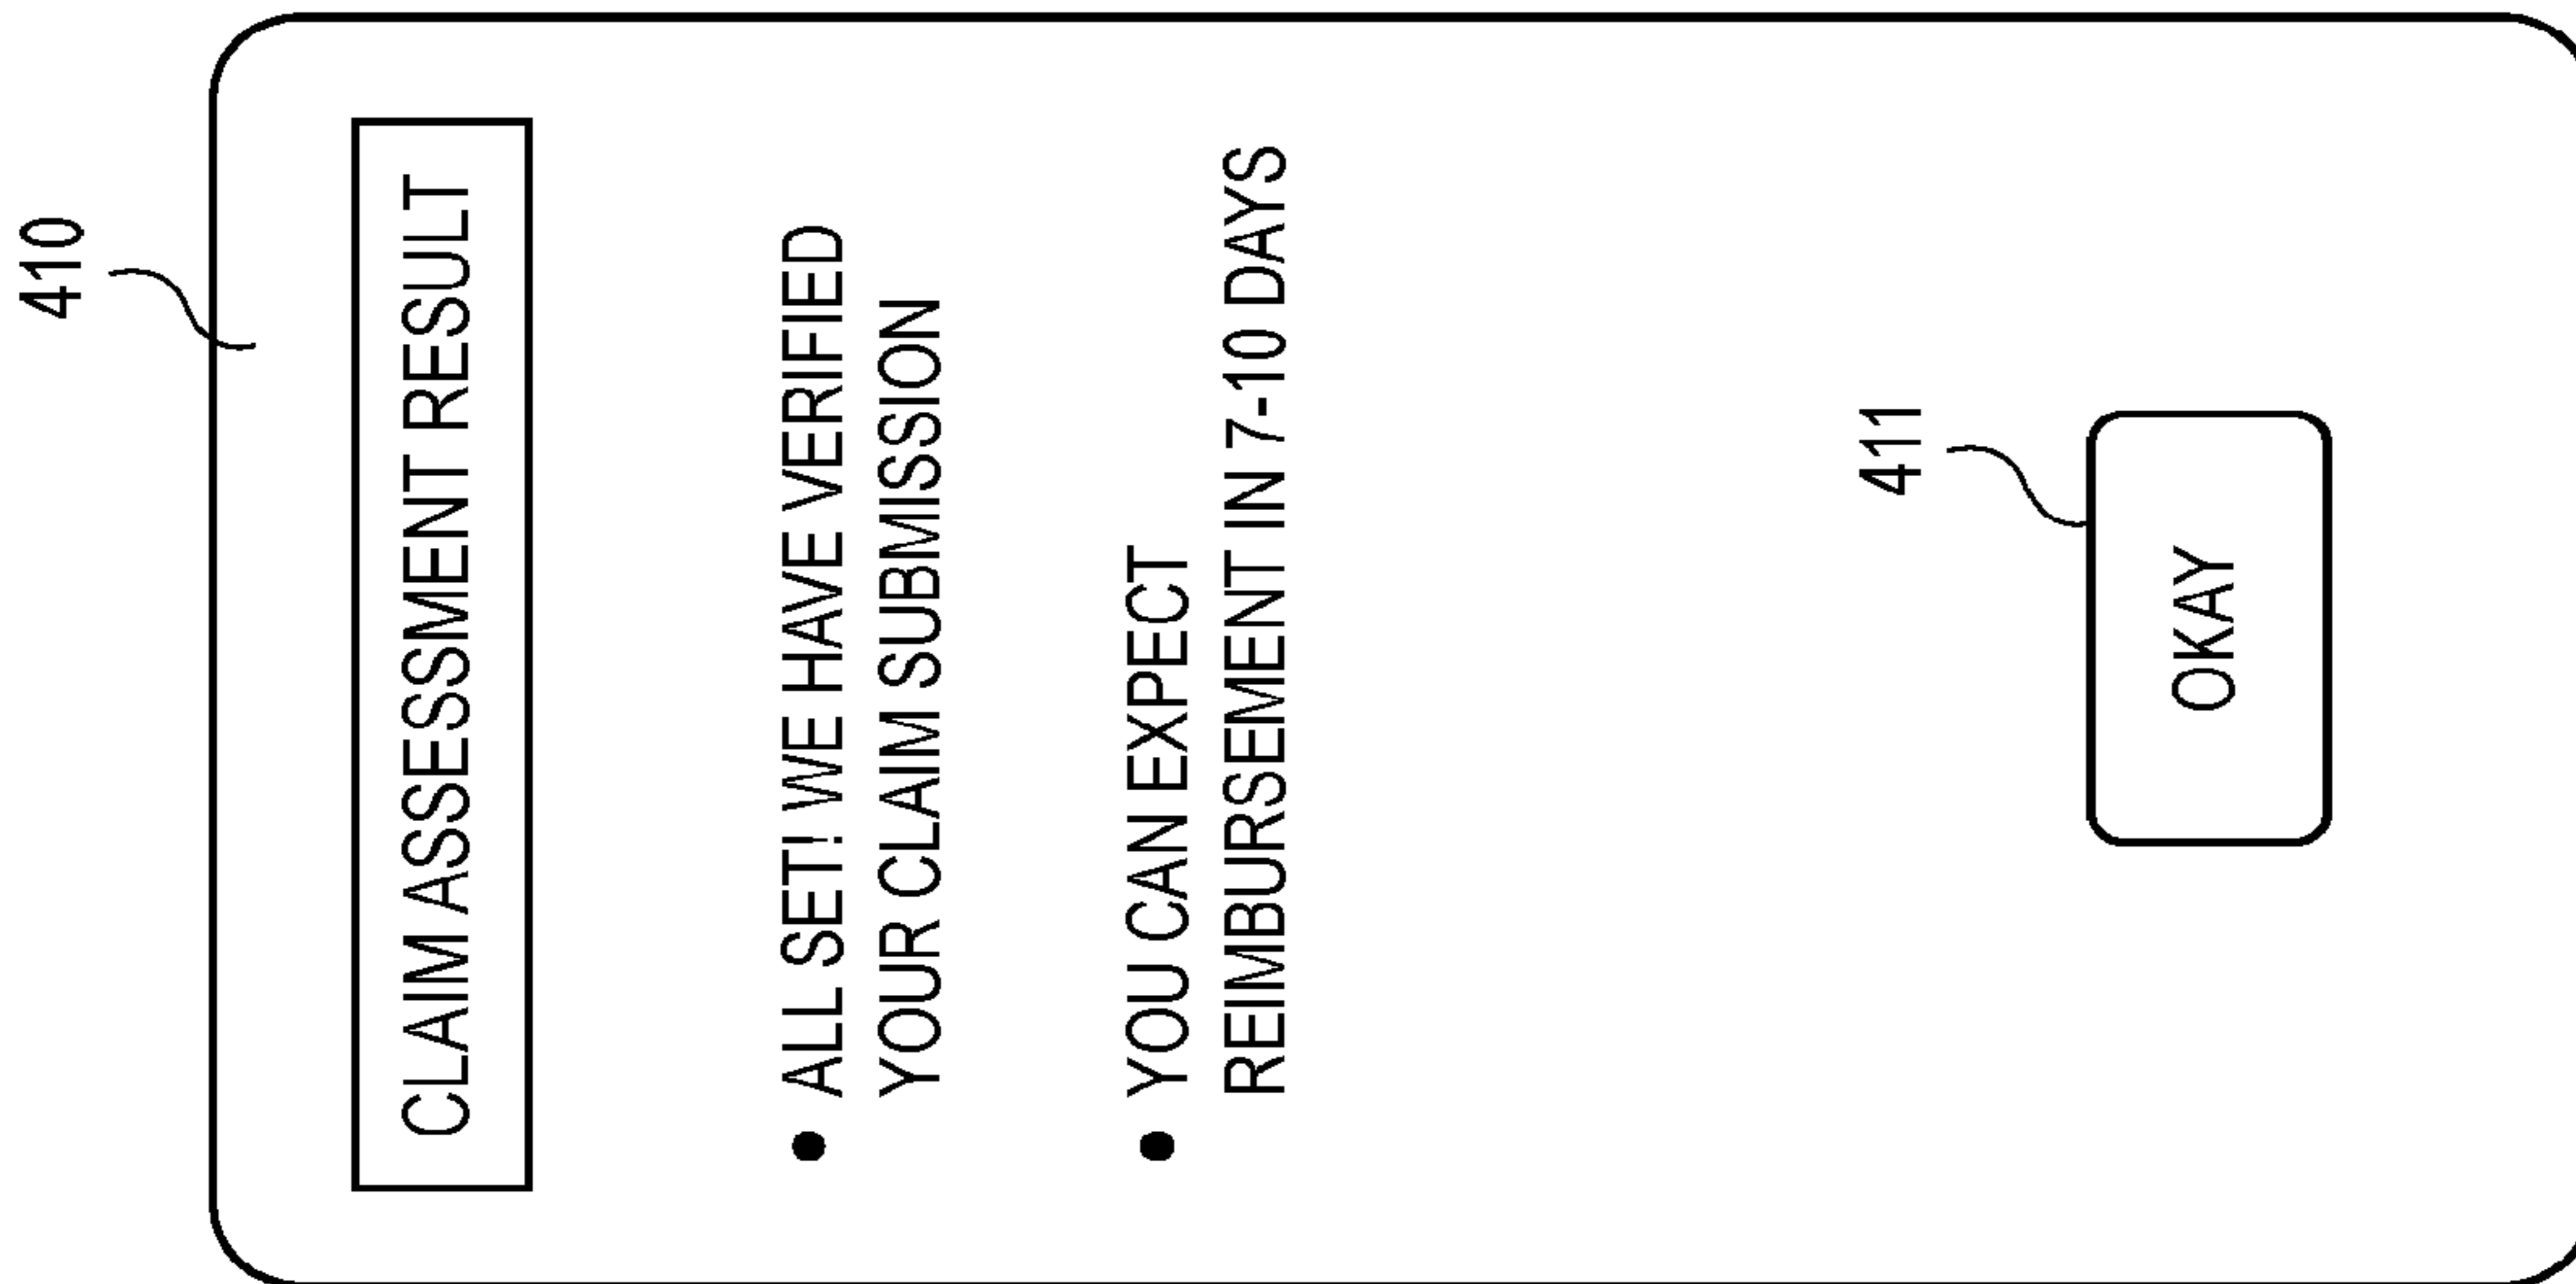 410
CLAIM ASSESSMENT RESULT
• ALL SET! WE HAVE VERIFIED
YOUR CLAIM SUBMISSION
• YOU CAN EXPECT
REIMBURSEMENT IN 7-10 DAYS
411
OKAY